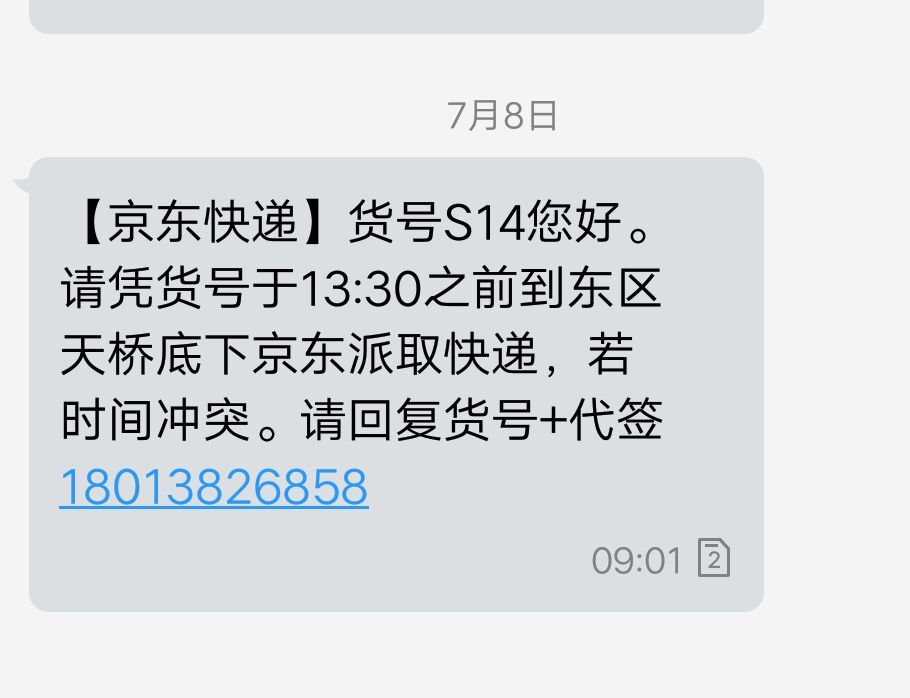 7月8日
【京东快递】货号S14您好。
请凭货号于13:30之前到东区
天桥底下京东派取快递，若
时间冲突。请回复货号+代签
18013826858
09:01 2